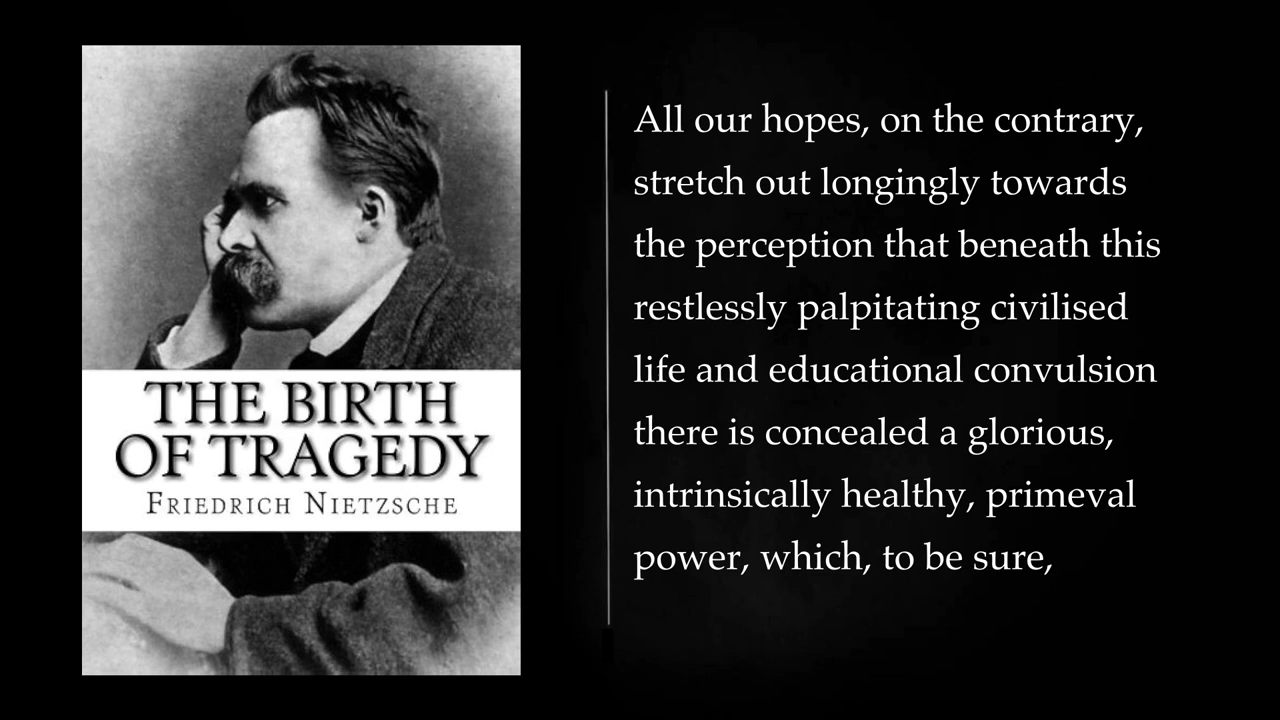 THE BIRTH
OF TRAGEDY
FRIEDRICH NIETZSCHE
All our hopes, on the contrary,
stretch out longingly towards
the perception that beneath this
restlessly palpitating civilised
life and educational convulsion
there is concealed a glorious,
intrinsically healthy, primeval
power, which, to be sure,